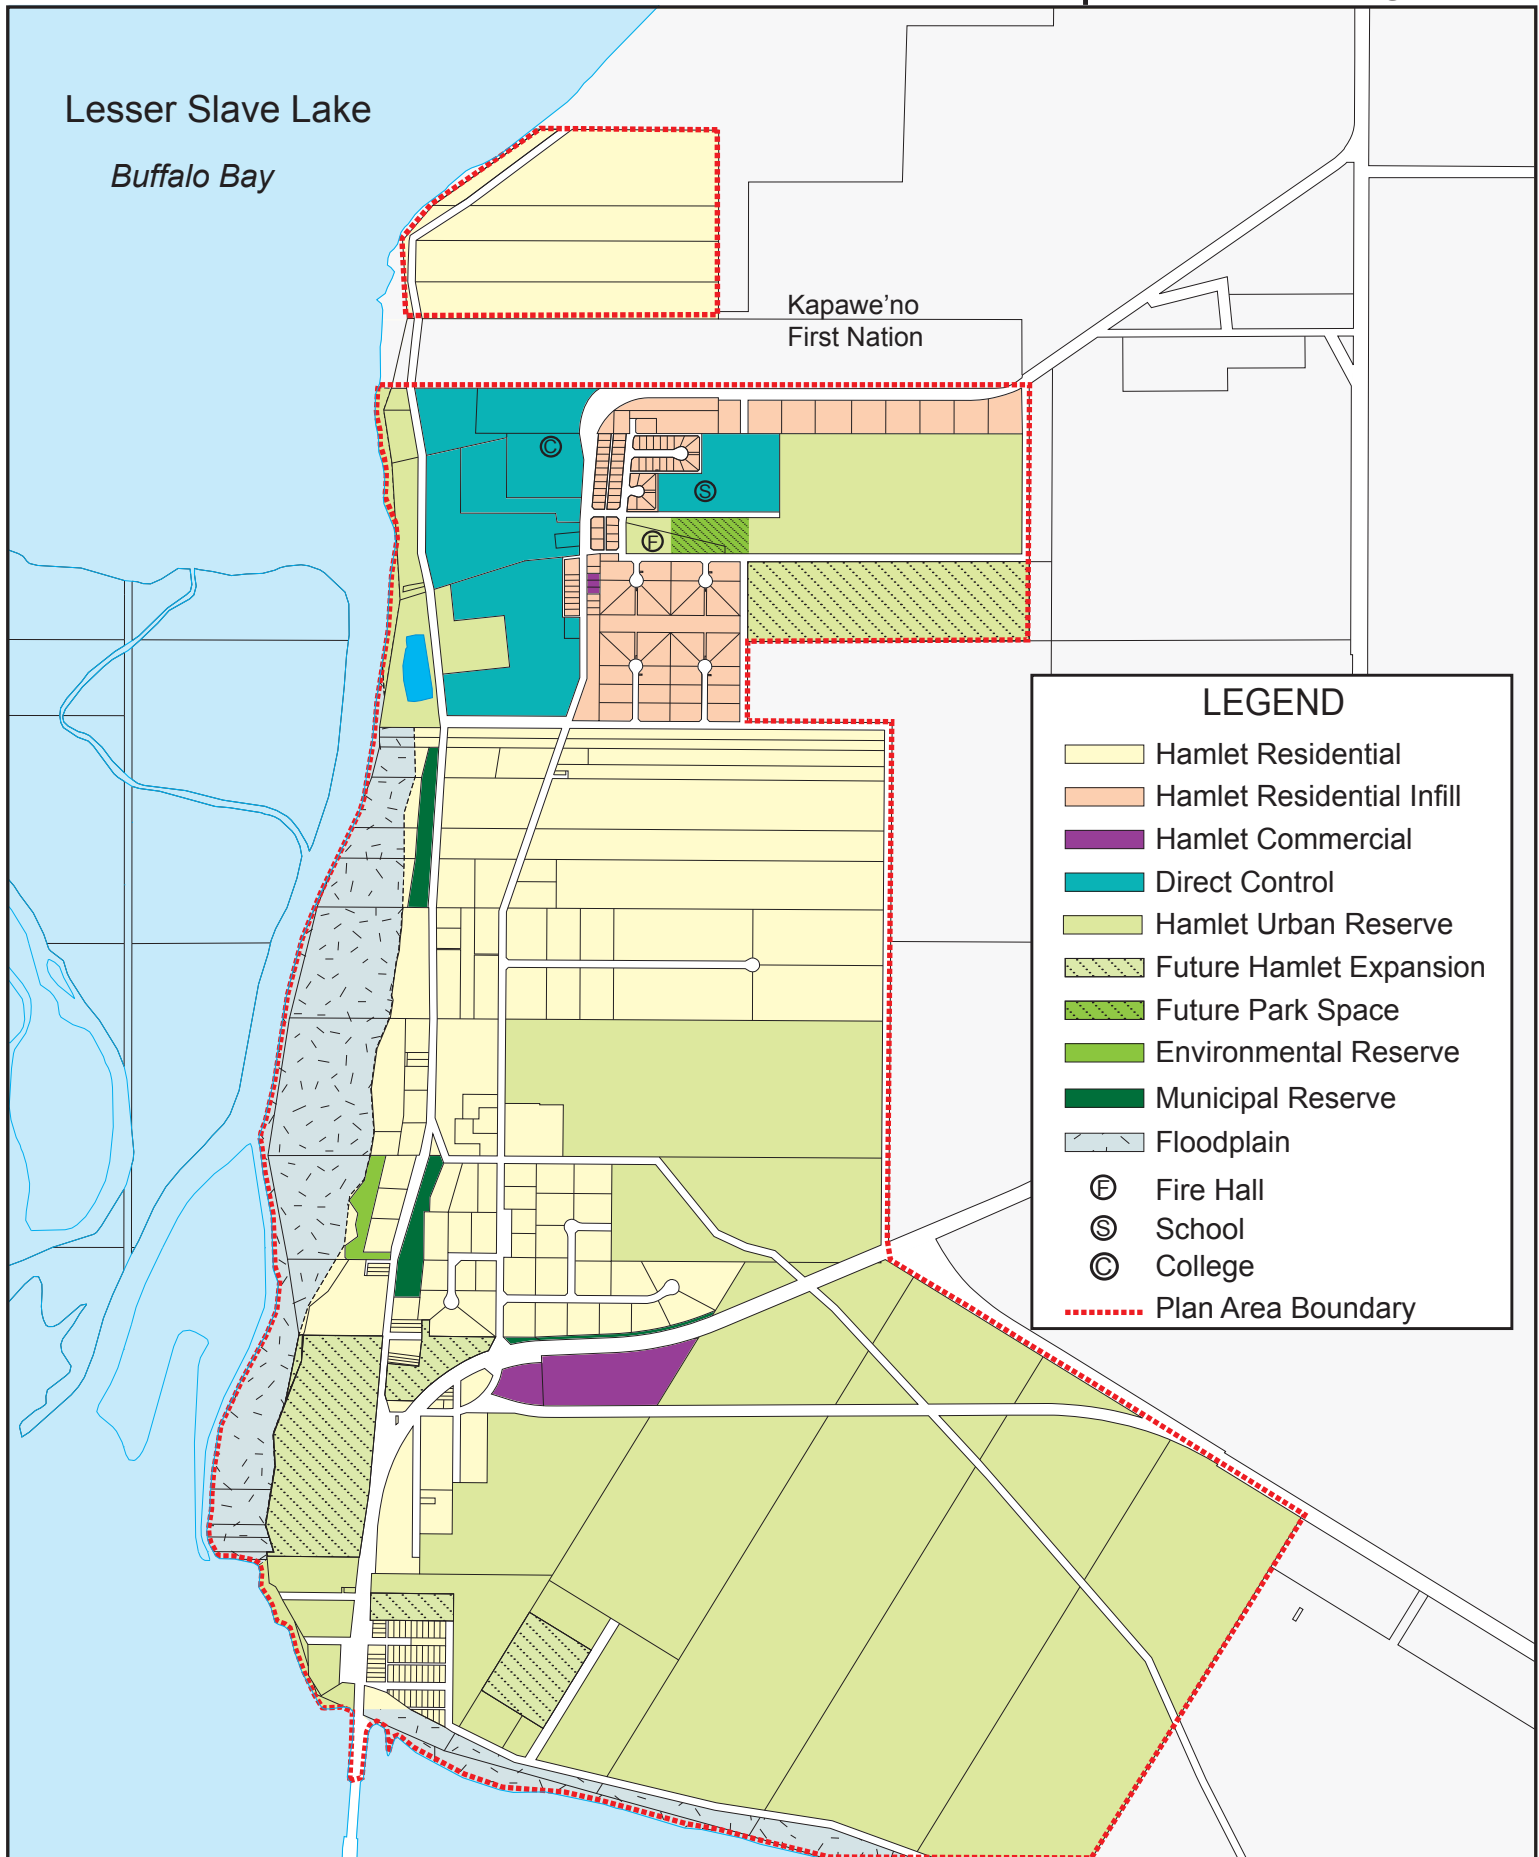 Lesser Slave Lake
Buffalo Bay
Kapawe'no
First Nation
C
S
F
LEGEND
Hamlet Residential
Hamlet Residential Infill
Hamlet Commercial
Direct Control
Hamlet Urban Reserve
Future Hamlet Expansion
Future Park Space
Environmental Reserve
Municipal Reserve
Floodplain
F Fire Hall
S School
C College
Plan Area Boundary